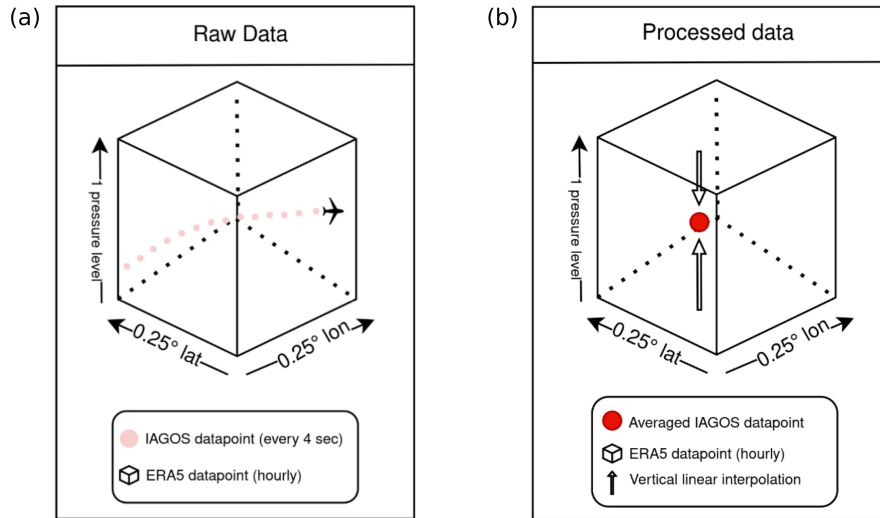 (a)
Raw Data
1 pressure level
0.25° lat
0.25° lon
IAGOS datapoint (every 4 sec)
ERA5 datapoint (hourly)
(b)
Processed data
1 pressure level
0.25° lat
0.25° lon
Averaged IAGOS datapoint
ERA5 datapoint (hourly)
Vertical linear interpolation